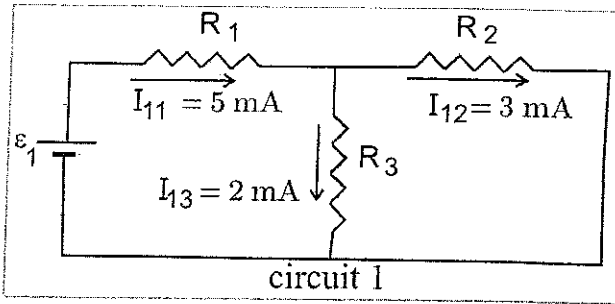 R₁
R₂
I₁₁ = 5 mA
I₁₂= 3 mA
ε₁
R₃
I₁₃ = 2 mA
circuit 1